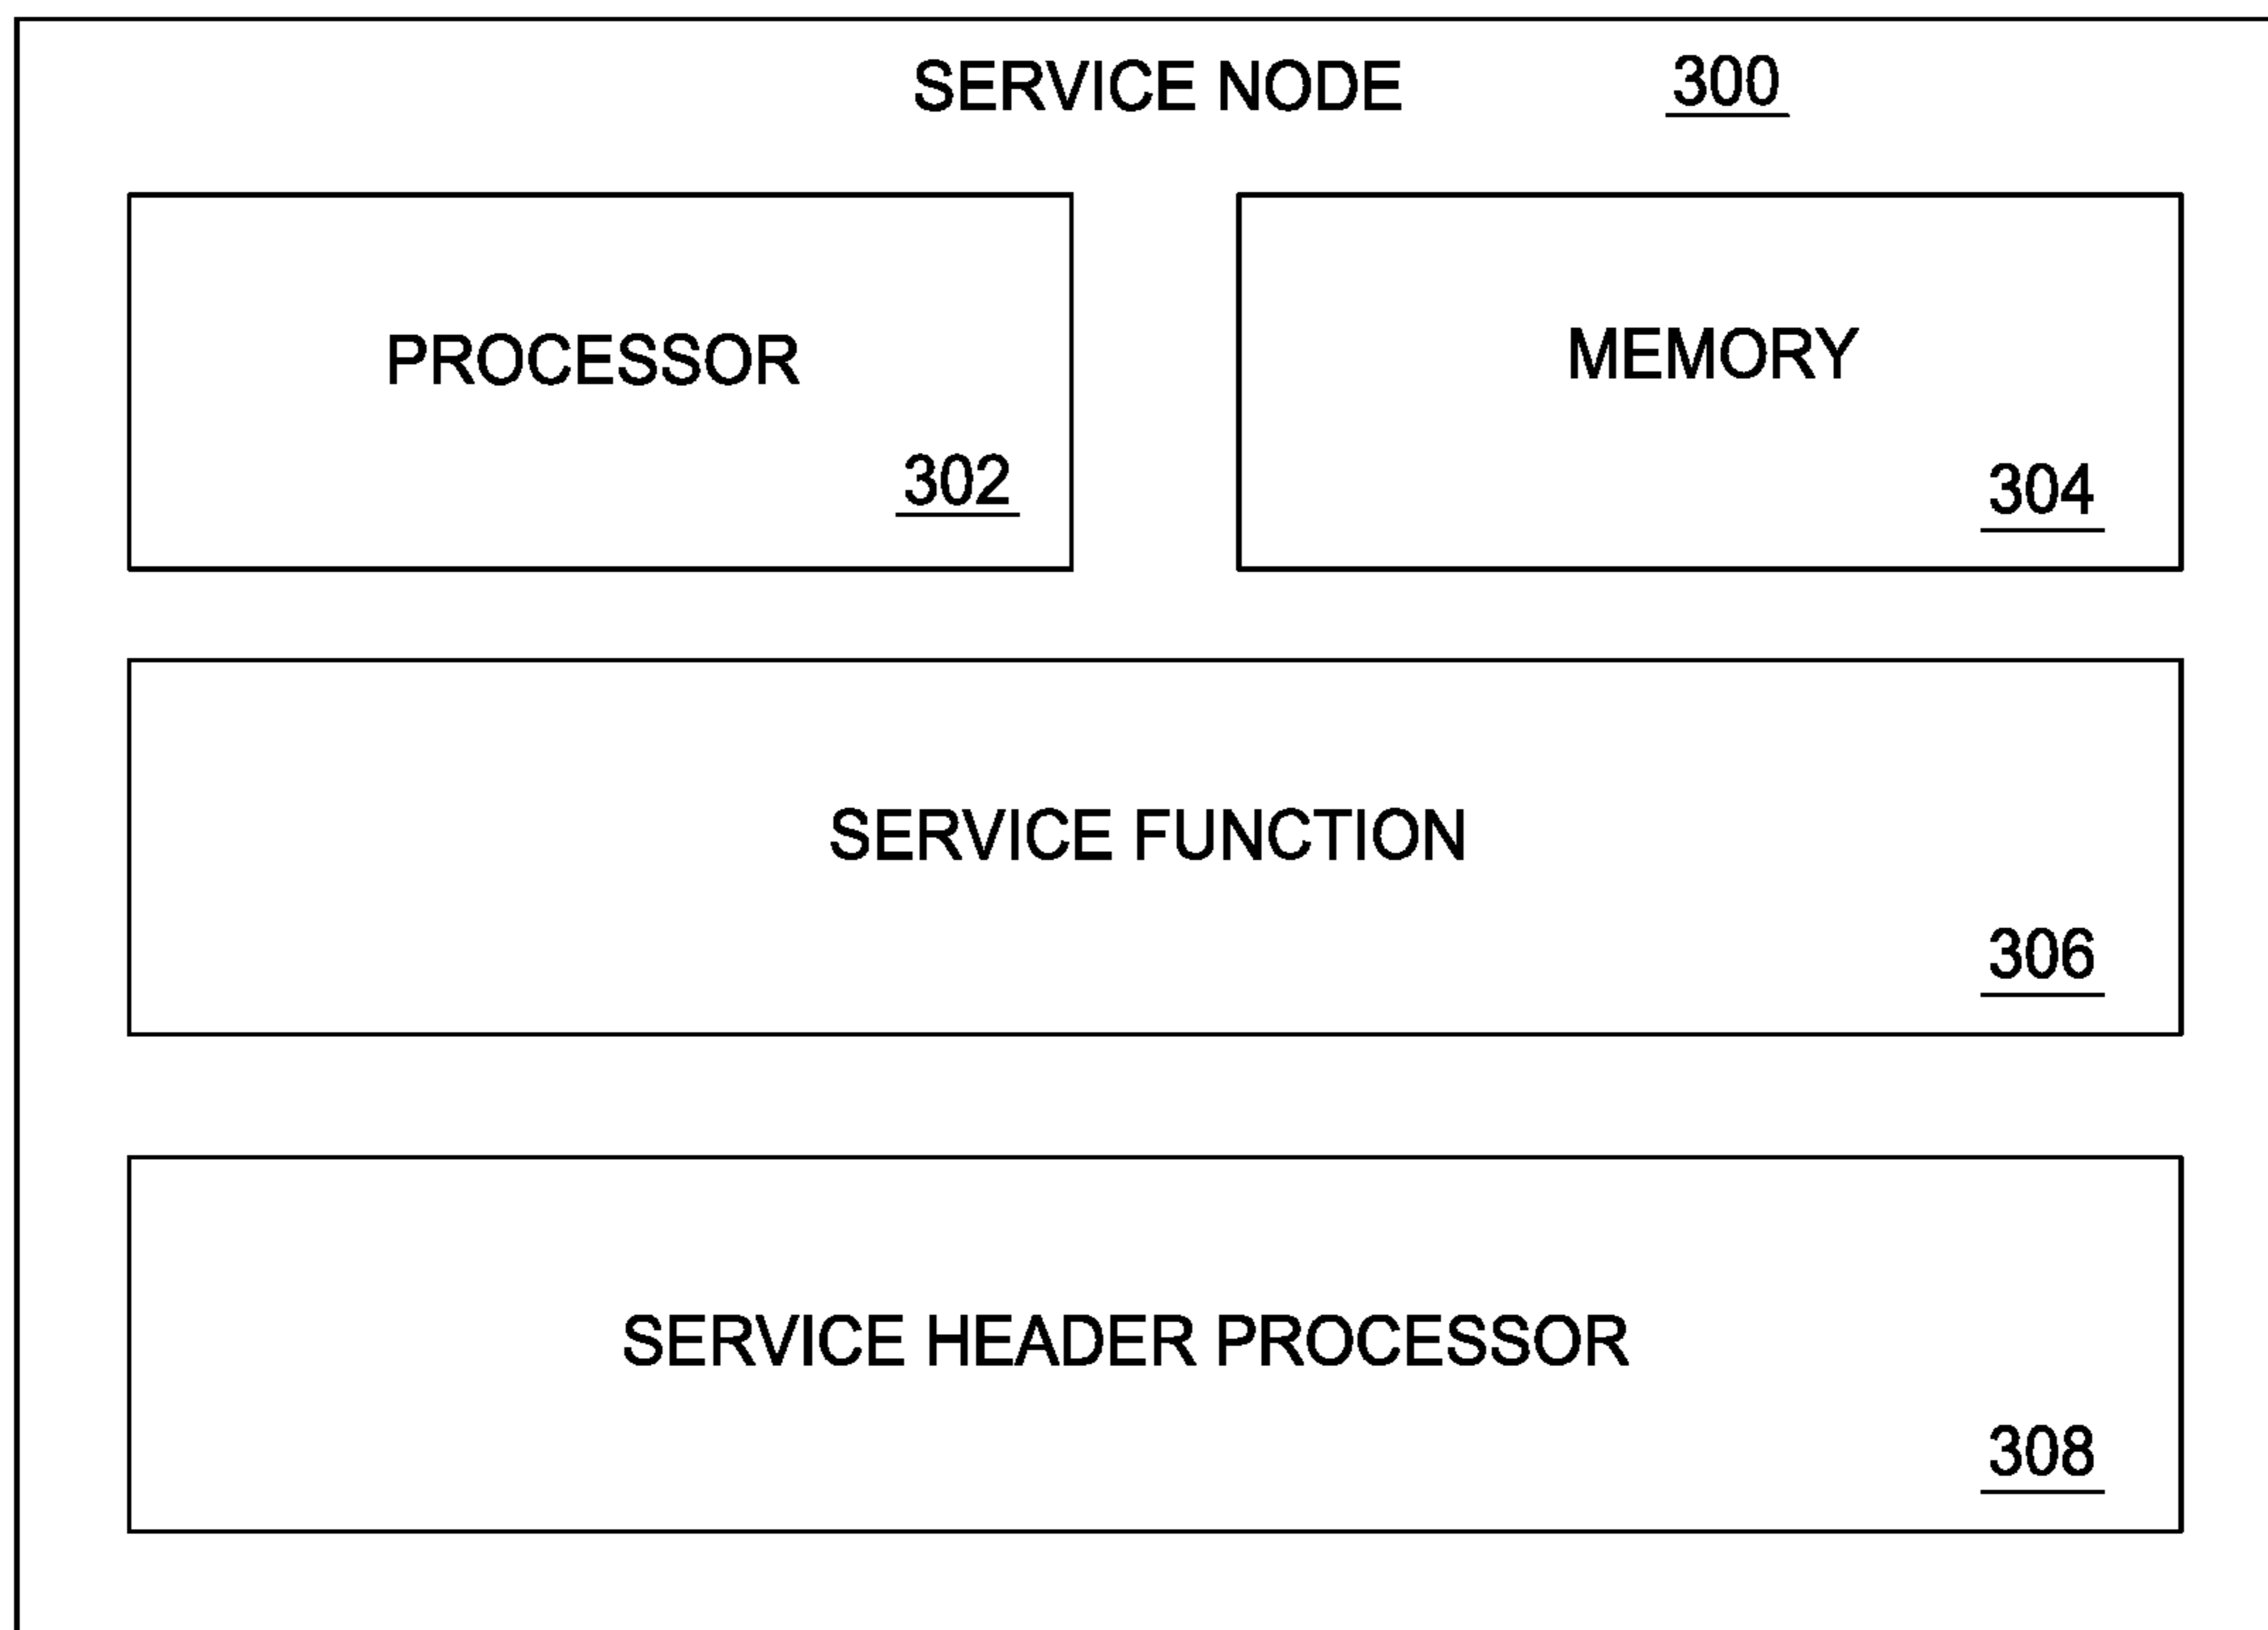 SERVICE NODE 300
PROCESSOR
302
MEMORY
304
SERVICE FUNCTION
306
SERVICE HEADER PROCESSOR
308